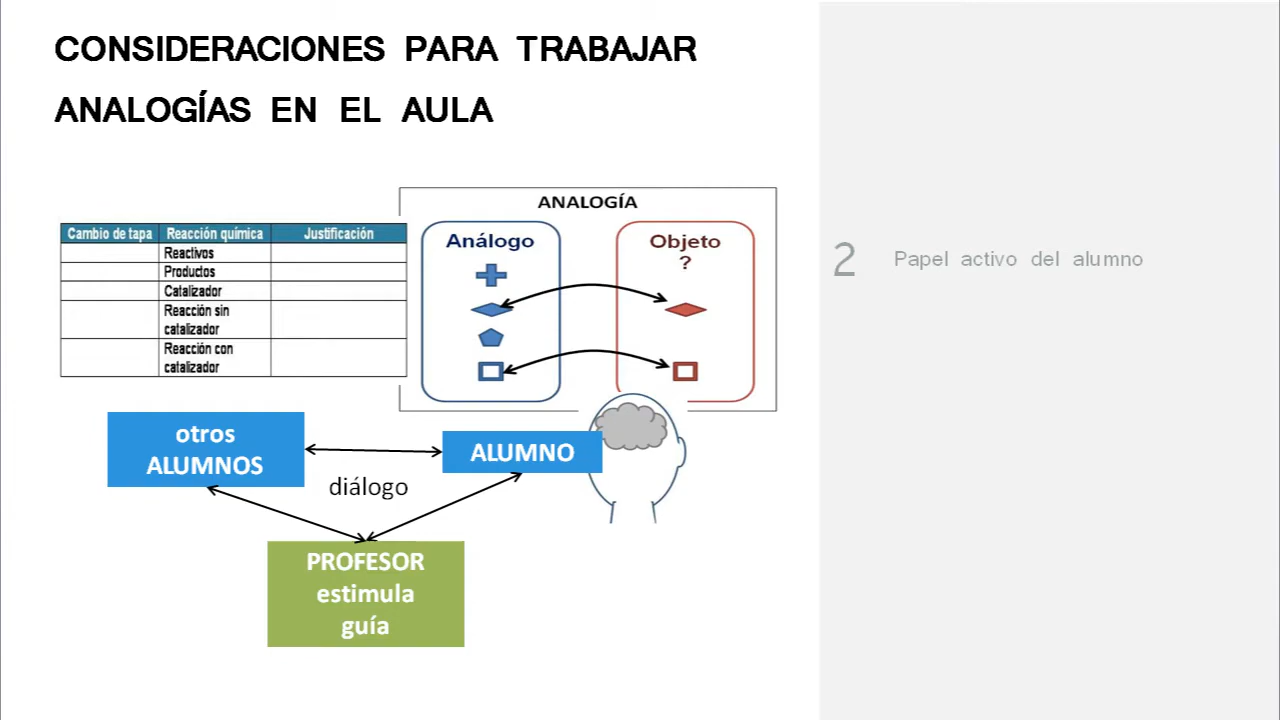 CONSIDERACIONES PARA TRABAJAR
ANALOGÍAS EN EL AULA
Cambio de tapa Reacción química Justificación
Reactivos
Productos
Catalizador
Reacción sin
catalizador
Reacción con
catalizador
ANALOGÍA
Análogo
Objeto
?
otros
ALUMNOS
ALUMNO
diálogo
PROFESOR
estimula
guía
2 Papel activo del alumno